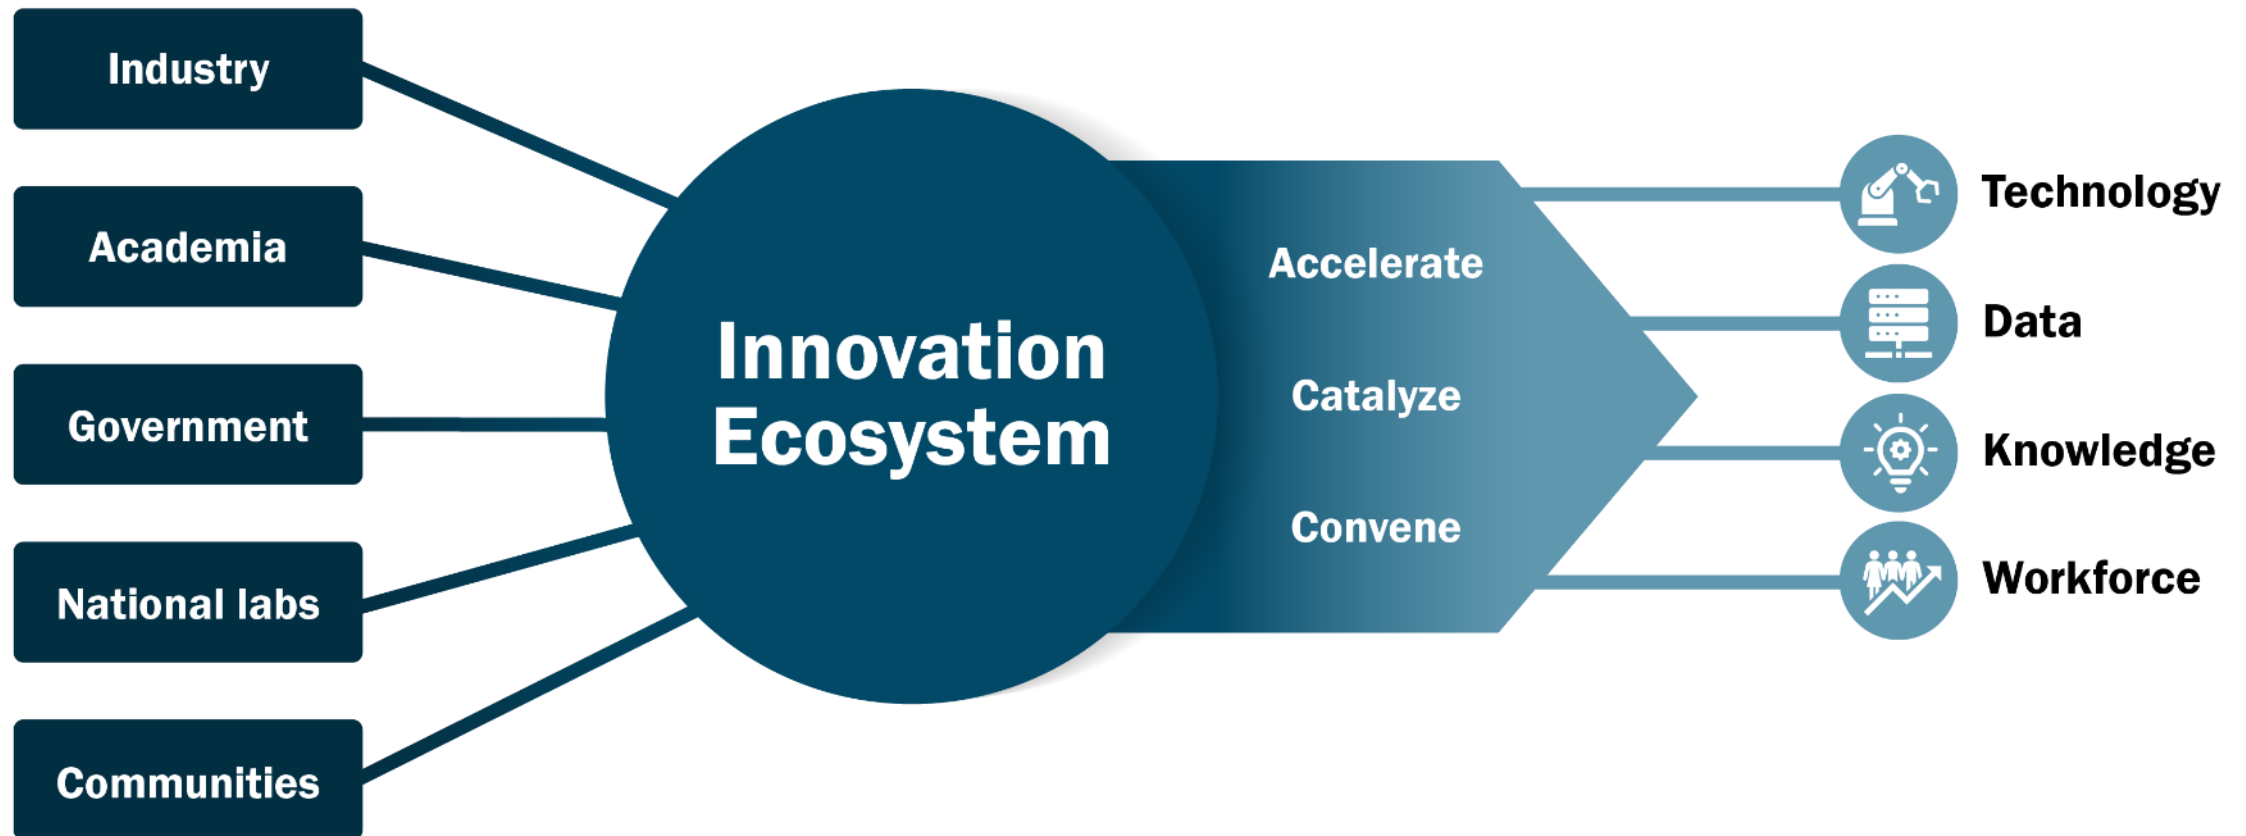 Industry
Academia
Government
National labs
Communities
Innovation
Ecosystem
Accelerate
Catalyze
Convene
Technology
Data
Knowledge
Workforce